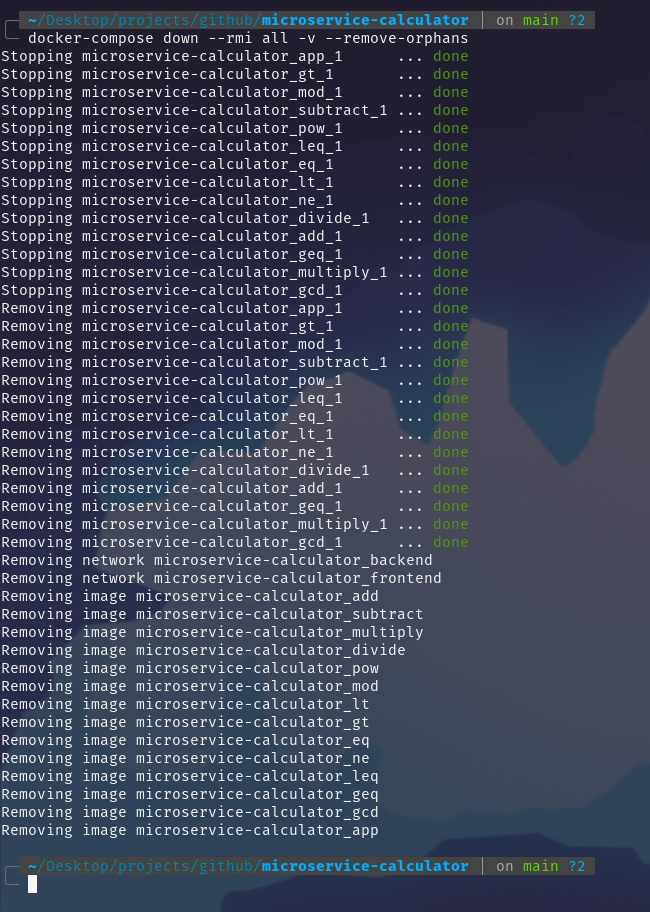 ~/Desktop/projects/github/microservice-calculator | on main ?2
docker-compose down --rmi all -v --remove-orphans
Stopping microservice-calculator_app_1      ... done
Stopping microservice-calculator_gt_1       ... done
Stopping microservice-calculator_mod_1      ... done
Stopping microservice-calculator_subtract_1 ... done
Stopping microservice-calculator_pow_1      ... done
Stopping microservice-calculator_leq_1      ... done
Stopping microservice-calculator_eq_1       ... done
Stopping microservice-calculator_lt_1       ... done
Stopping microservice-calculator_ne_1       ... done
Stopping microservice-calculator_divide_1   ... done
Stopping microservice-calculator_add_1      ... done
Stopping microservice-calculator_geq_1      ... done
Stopping microservice-calculator_multiply_1 ... done
Stopping microservice-calculator_gcd_1      ... done
Removing microservice-calculator_app_1      ... done
Removing microservice-calculator_gt_1       ... done
Removing microservice-calculator_mod_1      ... done
Removing microservice-calculator_subtract_1 ... done
Removing microservice-calculator_pow_1      ... done
Removing microservice-calculator_leq_1      ... done
Removing microservice-calculator_eq_1       ... done
Removing microservice-calculator_lt_1       ... done
Removing microservice-calculator_ne_1       ... done
Removing microservice-calculator_divide_1   ... done
Removing microservice-calculator_add_1      ... done
Removing microservice-calculator_geq_1      ... done
Removing microservice-calculator_multiply_1 ... done
Removing microservice-calculator_gcd_1      ... done
Removing network microservice-calculator_backend
Removing network microservice-calculator_frontend
Removing image microservice-calculator_add
Removing image microservice-calculator_subtract
Removing image microservice-calculator_multiply
Removing image microservice-calculator_divide
Removing image microservice-calculator_pow
Removing image microservice-calculator_mod
Removing image microservice-calculator_lt
Removing image microservice-calculator_gt
Removing image microservice-calculator_eq
Removing image microservice-calculator_ne
Removing image microservice-calculator_leq
Removing image microservice-calculator_geq
Removing image microservice-calculator_gcd
Removing image microservice-calculator_app
~/Desktop/projects/github/microservice-calculator | on main ?2